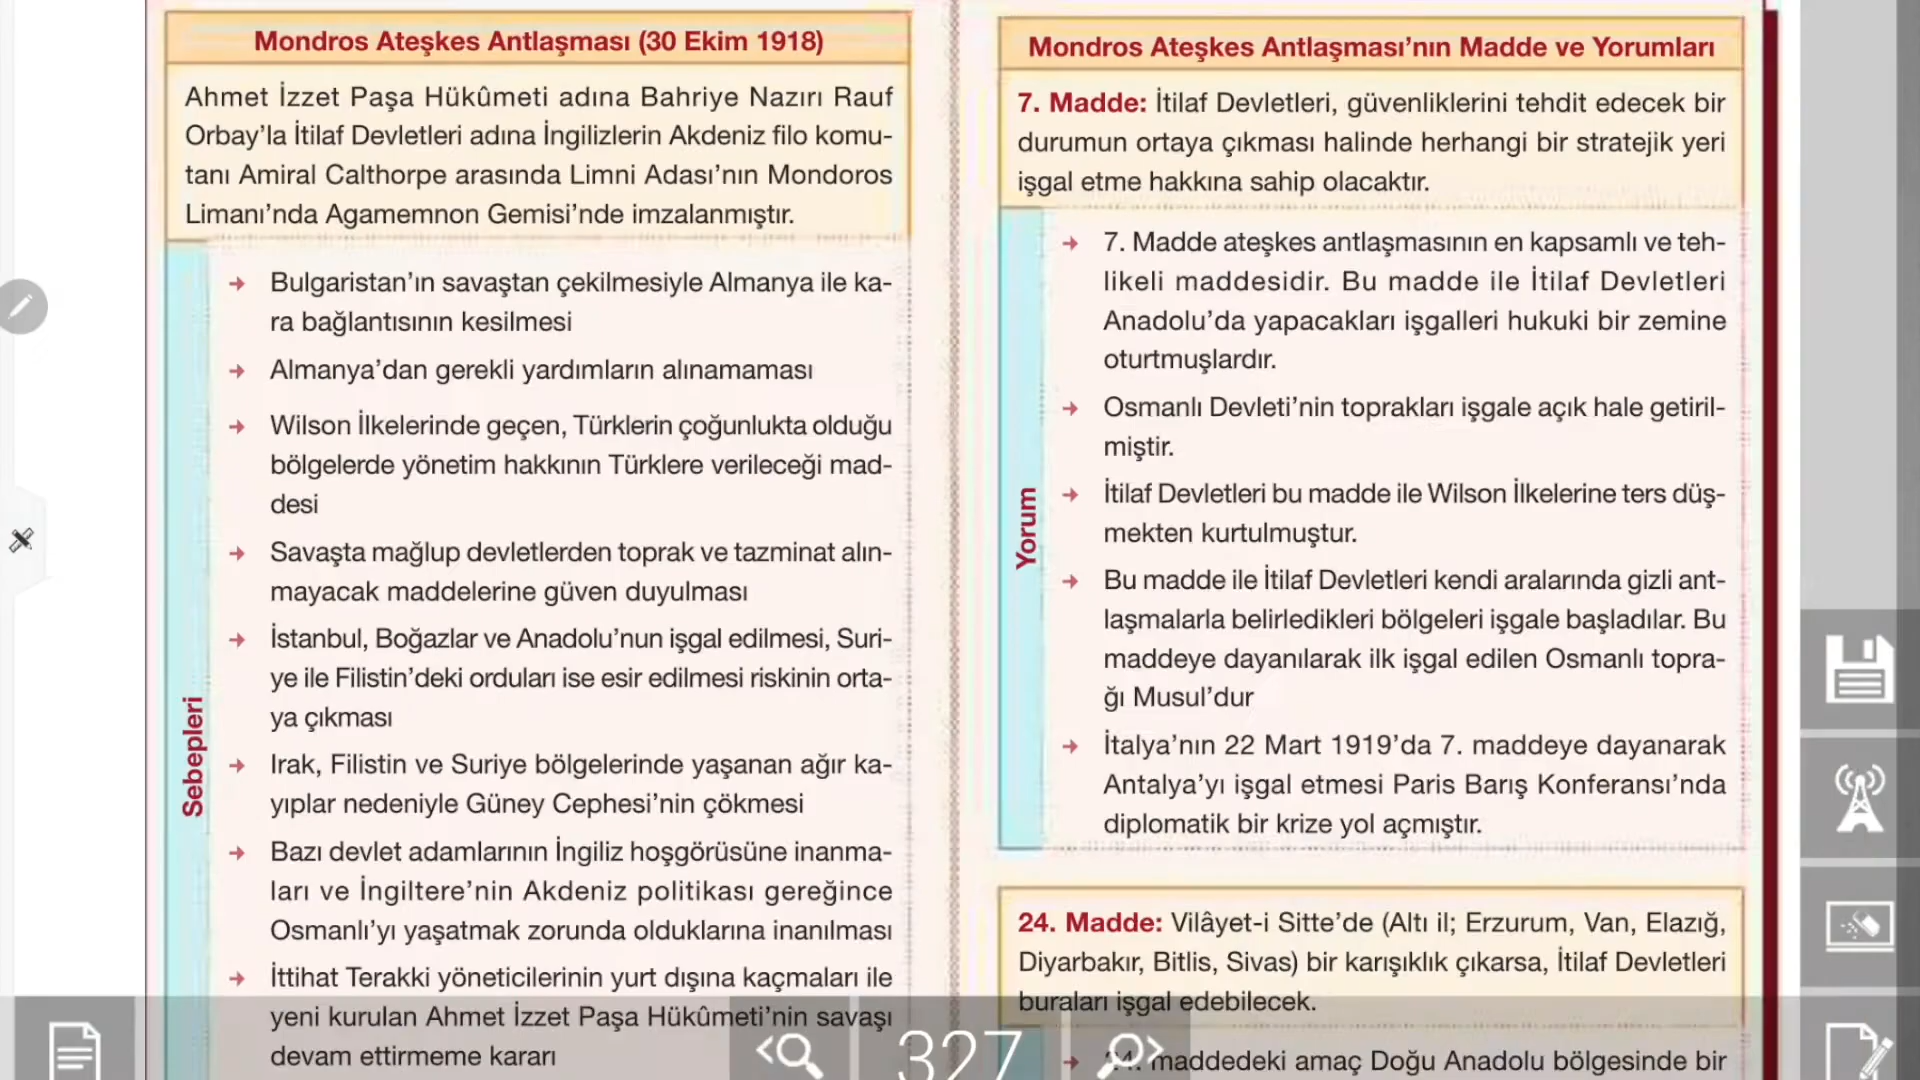 Mondros Ateşkes Antlaşması (30 Ekim 1918)
Ahmet İzzet Paşa Hükûmeti adına Bahriye Nazırı Rauf
Orbay’la İtilaf Devletleri adına İngilizlerin Akdeniz filo komu-
tanı Amiral Calthorpe arasında Limni Adası’nın Mondoros
Limanı’nda Agamemnon Gemisi’nde imzalanmıştır.
Sebepleri
→ Bulgaristan’ın savaştan çekilmesiyle Almanya ile ka-
ra bağlantısının kesilmesi
→ Almanya’dan gerekli yardımların alınamaması
→ Wilson İlkelerinde geçen, Türklerin çoğunlukta olduğu
bölgelerde yönetim hakkının Türklere verileceği mad-
desi
→ Savaşta mağlup devletlerden toprak ve tazminat alın-
mayacak maddelerine güven duyulması
→ İstanbul, Boğazlar ve Anadolu’nun işgal edilmesi, Suri-
ye ile Filistin’deki orduları ise esir edilmesi riskinin orta-
ya çıkması
→ Irak, Filistin ve Suriye bölgelerinde yaşanan ağır ka-
yıplar nedeniyle Güney Cephesi’nin çökmesi
→ Bazı devlet adamlarının İngiliz hoşgörüsüne inanma-
ları ve İngiltere’nin Akdeniz politikası gereğince
Osmanlı’yı yaşatmak zorunda olduklarına inanılması
→ İttihat Terakki yöneticilerinin yurt dışına kaçmaları ile
yeni kurulan Ahmet İzzet Paşa Hükûmeti’nin savaşı
devam ettirmeme kararı
Mondros Ateşkes Antlaşması’nın Madde ve Yorumları
7. Madde: İtilaf Devletleri, güvenliklerini tehdit edecek bir
durumun ortaya çıkması halinde herhangi bir stratejik yeri
işgal etme hakkına sahip olacaktır.
Yorum
→ 7. Madde ateşkes antlaşmasının en kapsamlı ve teh-
likeli maddesidir. Bu madde ile İtilaf Devletleri
Anadolu’da yapacakları işgalleri hukuki bir zemine
oturtmuşlardır.
→ Osmanlı Devleti’nin toprakları işgale açık hale getiril-
miştir.
→ İtilaf Devletleri bu madde ile Wilson İlkelerine ters düş-
mekten kurtulmuştur.
→ Bu madde ile İtilaf Devletleri kendi aralarında gizli ant-
laşmalarla belirledikleri bölgeleri işgale başladılar. Bu
maddeye dayanılarak ilk işgal edilen Osmanlı topra-
ğı Musul’dur
→ İtalya’nın 22 Mart 1919’da 7. maddeye dayanarak
Antalya’yı işgal etmesi Paris Barış Konferansı’nda
diplomatik bir krize yol açmıştır.
24. Madde: Vilâyet-i Sitte’de (Altı il; Erzurum, Van, Elazığ,
Diyarbakır, Bitlis, Sivas) bir karışıklık çıkarsa, İtilaf Devletleri
buraları işgal edebilecek.
→ 24. maddedeki amaç Doğu Anadolu bölgesinde bir
327